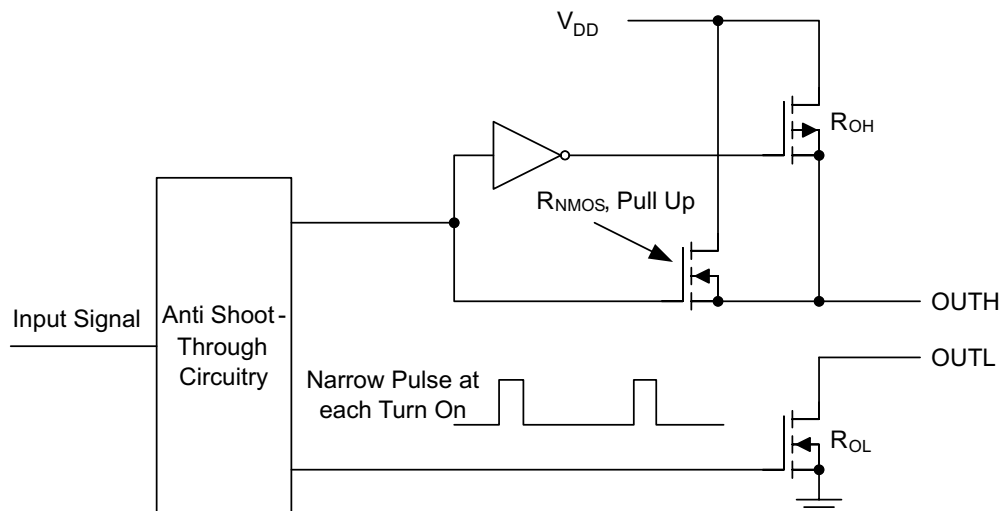 VDD
ROH
RNMOS, Pull Up
Input Signal
Anti Shoot-
Through
Circuitry
OUTH
OUTL
Narrow Pulse at
each Turn On
ROL